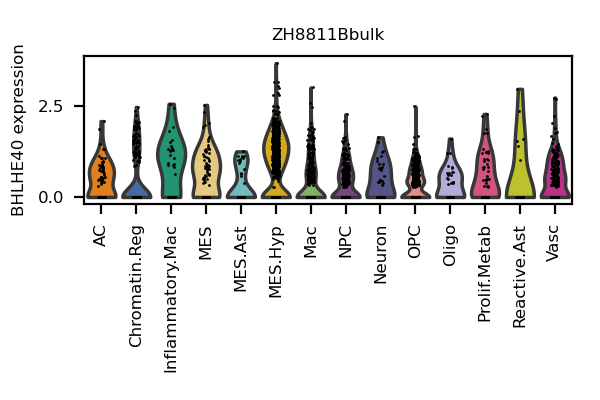 ZH8811Bbulk
BHLHE40 expression
2.5
0.0
AC
Chromatin.Reg
Inflammatory.Mac
MES
MES.Ast
MES.Hyp
Mac
NPC
Neuron
OPC
Oligo
Prolif.Metab
Reactive.Ast
Vasc